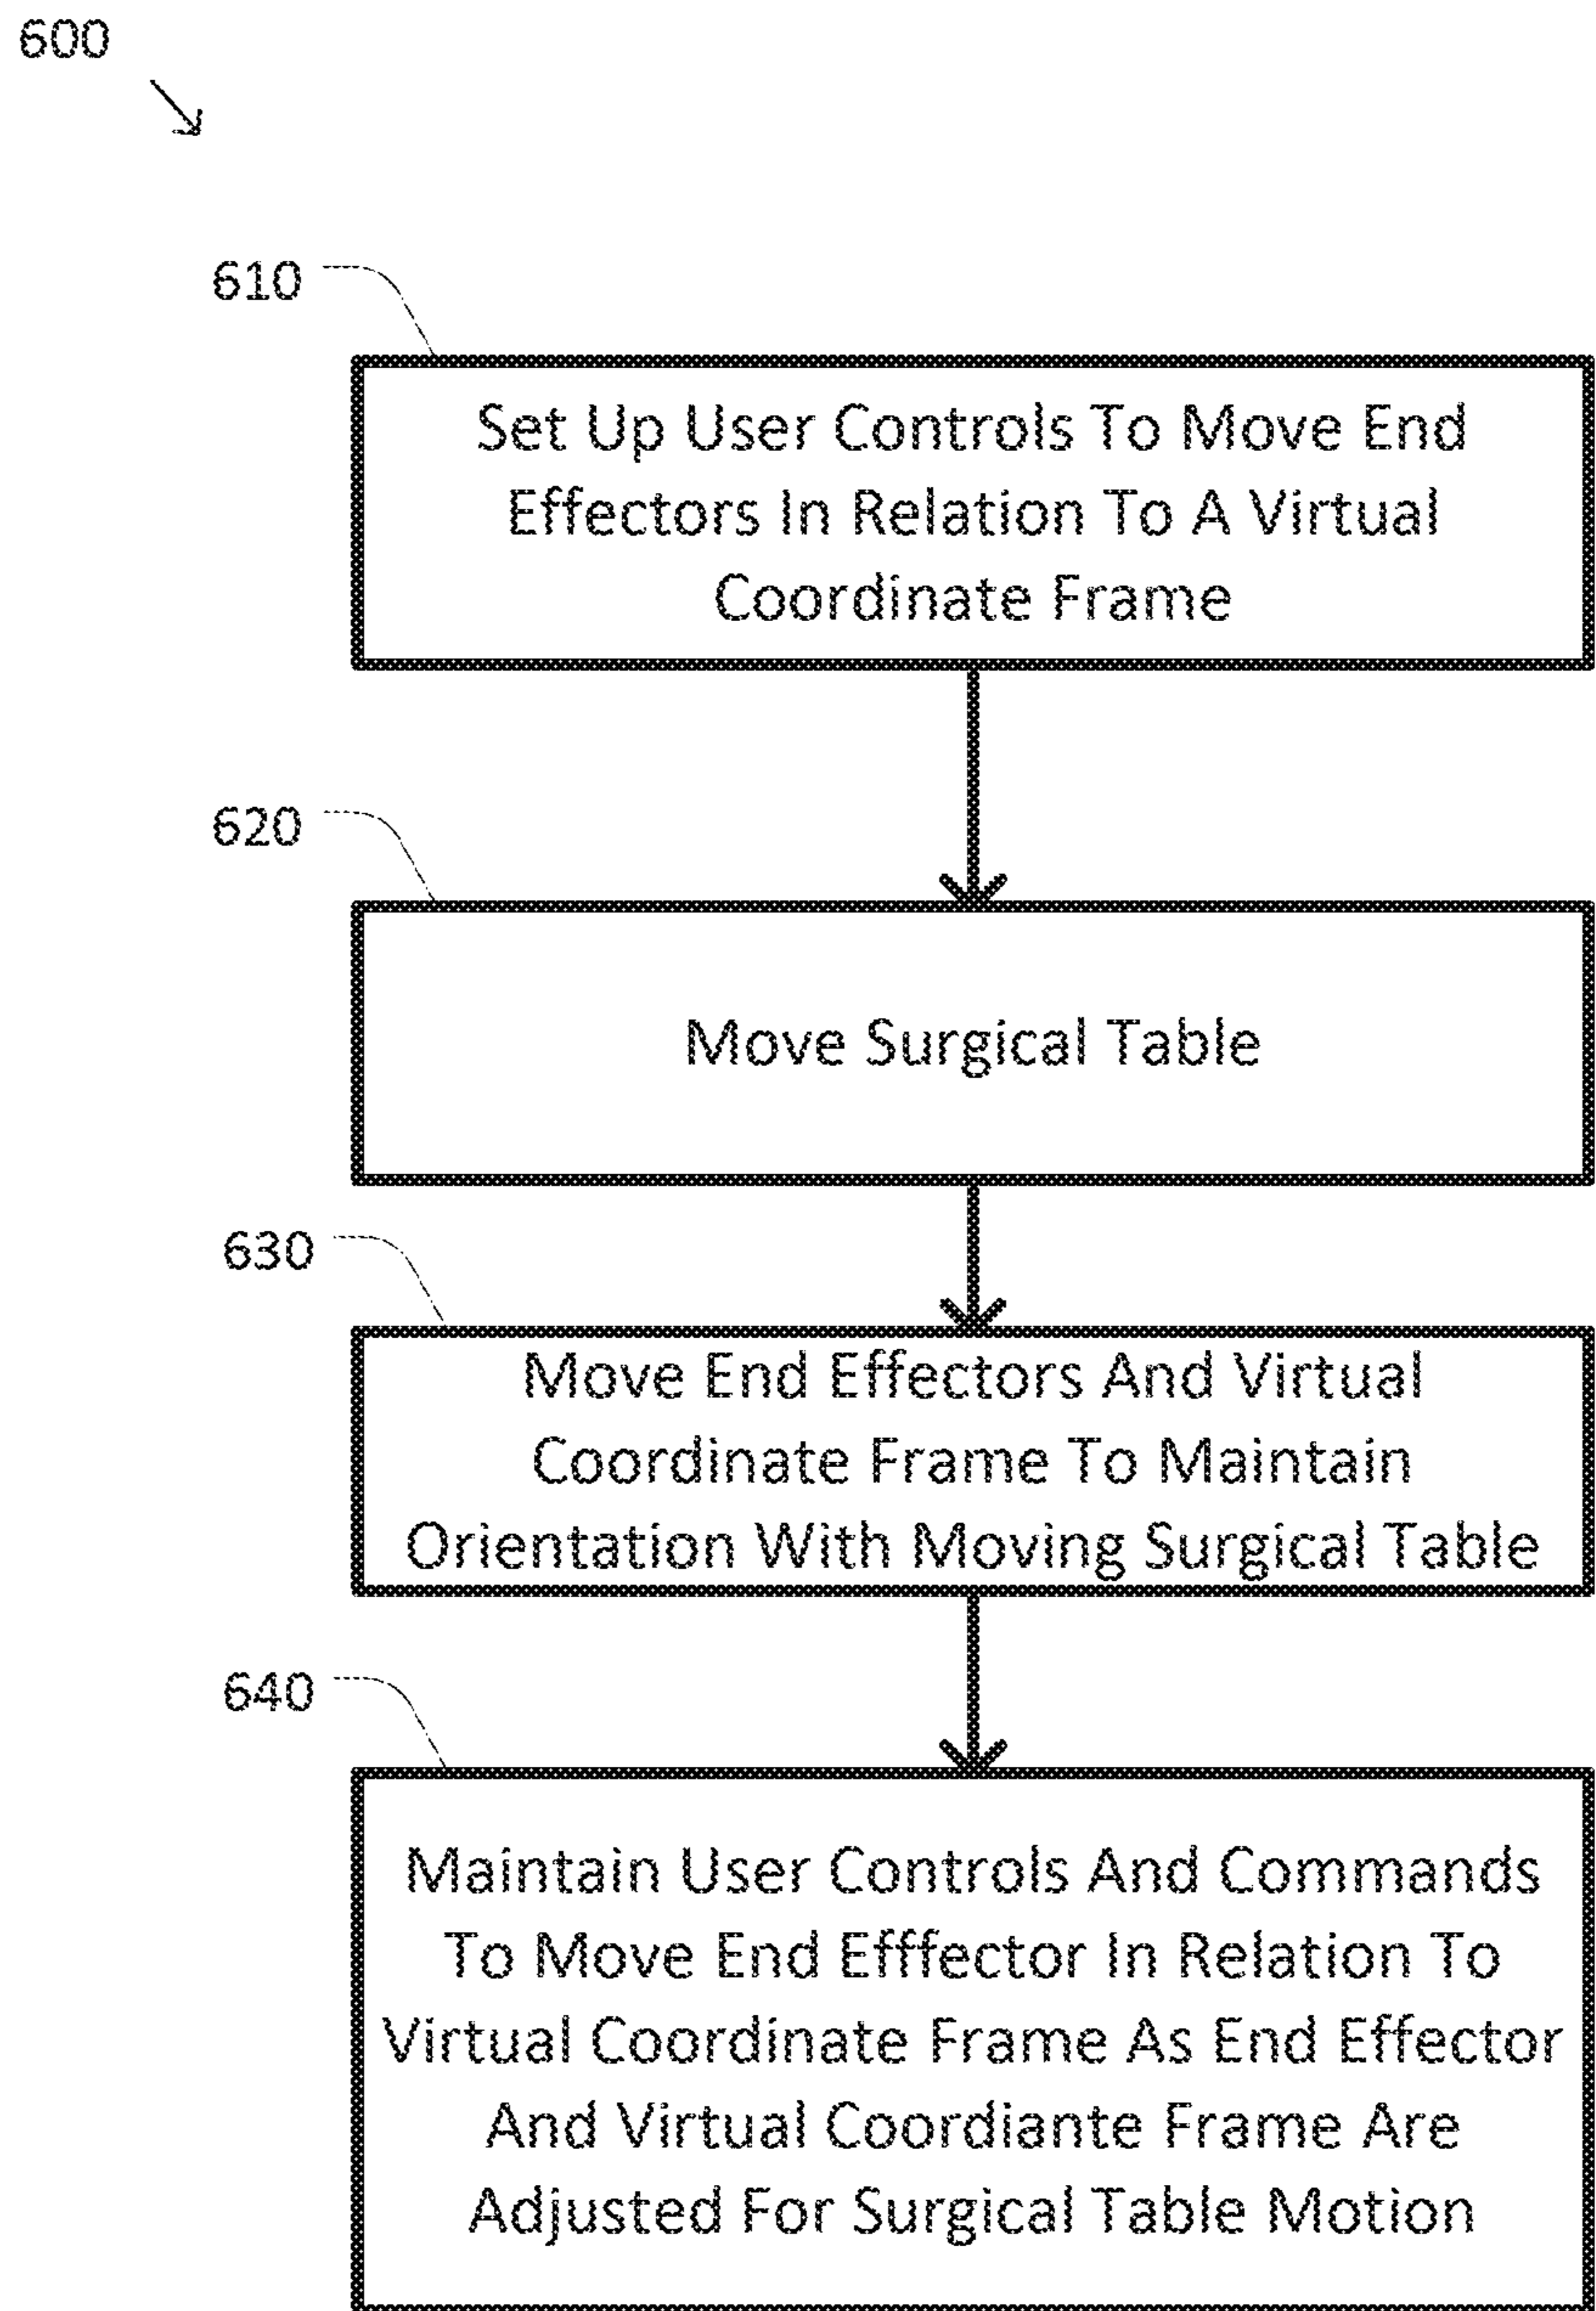 600
610
Set Up User Controls To Move End
Effectors In Relation To A Virtual
Coordinate Frame
620
Move Surgical Table
630
Move End Effectors And Virtual
Coordinate Frame To Maintain
Orientation With Moving Surgical Table
640
Maintain User Controls And Commands
To Move End Efffector In Relation To
Virtual Coordinate Frame As End Effector
And Virtual Coordiante Frame Are
Adjusted For Surgical Table Motion